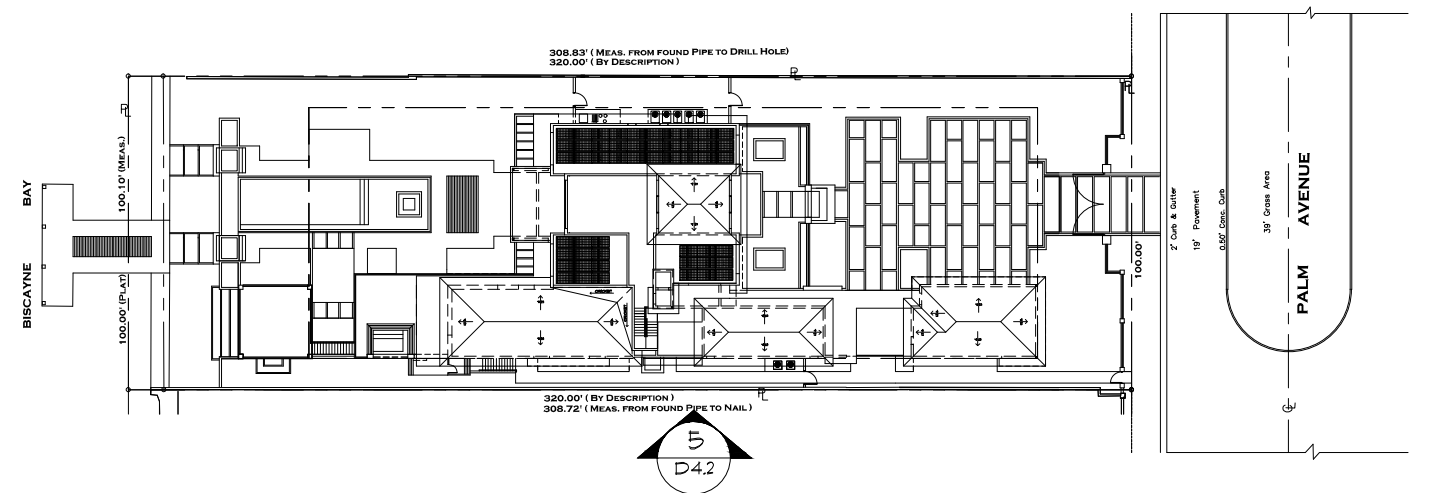 308.83' ( MEAS. FROM FOUND PIPE TO DRILL HOLE)
320.00' ( BY DESCRIPTION )
BISCAYNE BAY
100.10' (MEAS.)
100.00' (PLAT)
100.00'
2' Curb & Gutter
19' Pavement
0.50' Conc. Curb
39' Grass Area
PALM AVENUE
320.00' ( BY DESCRIPTION )
308.72' ( MEAS. FROM FOUND PIPE TO NAIL )
5
D4.2